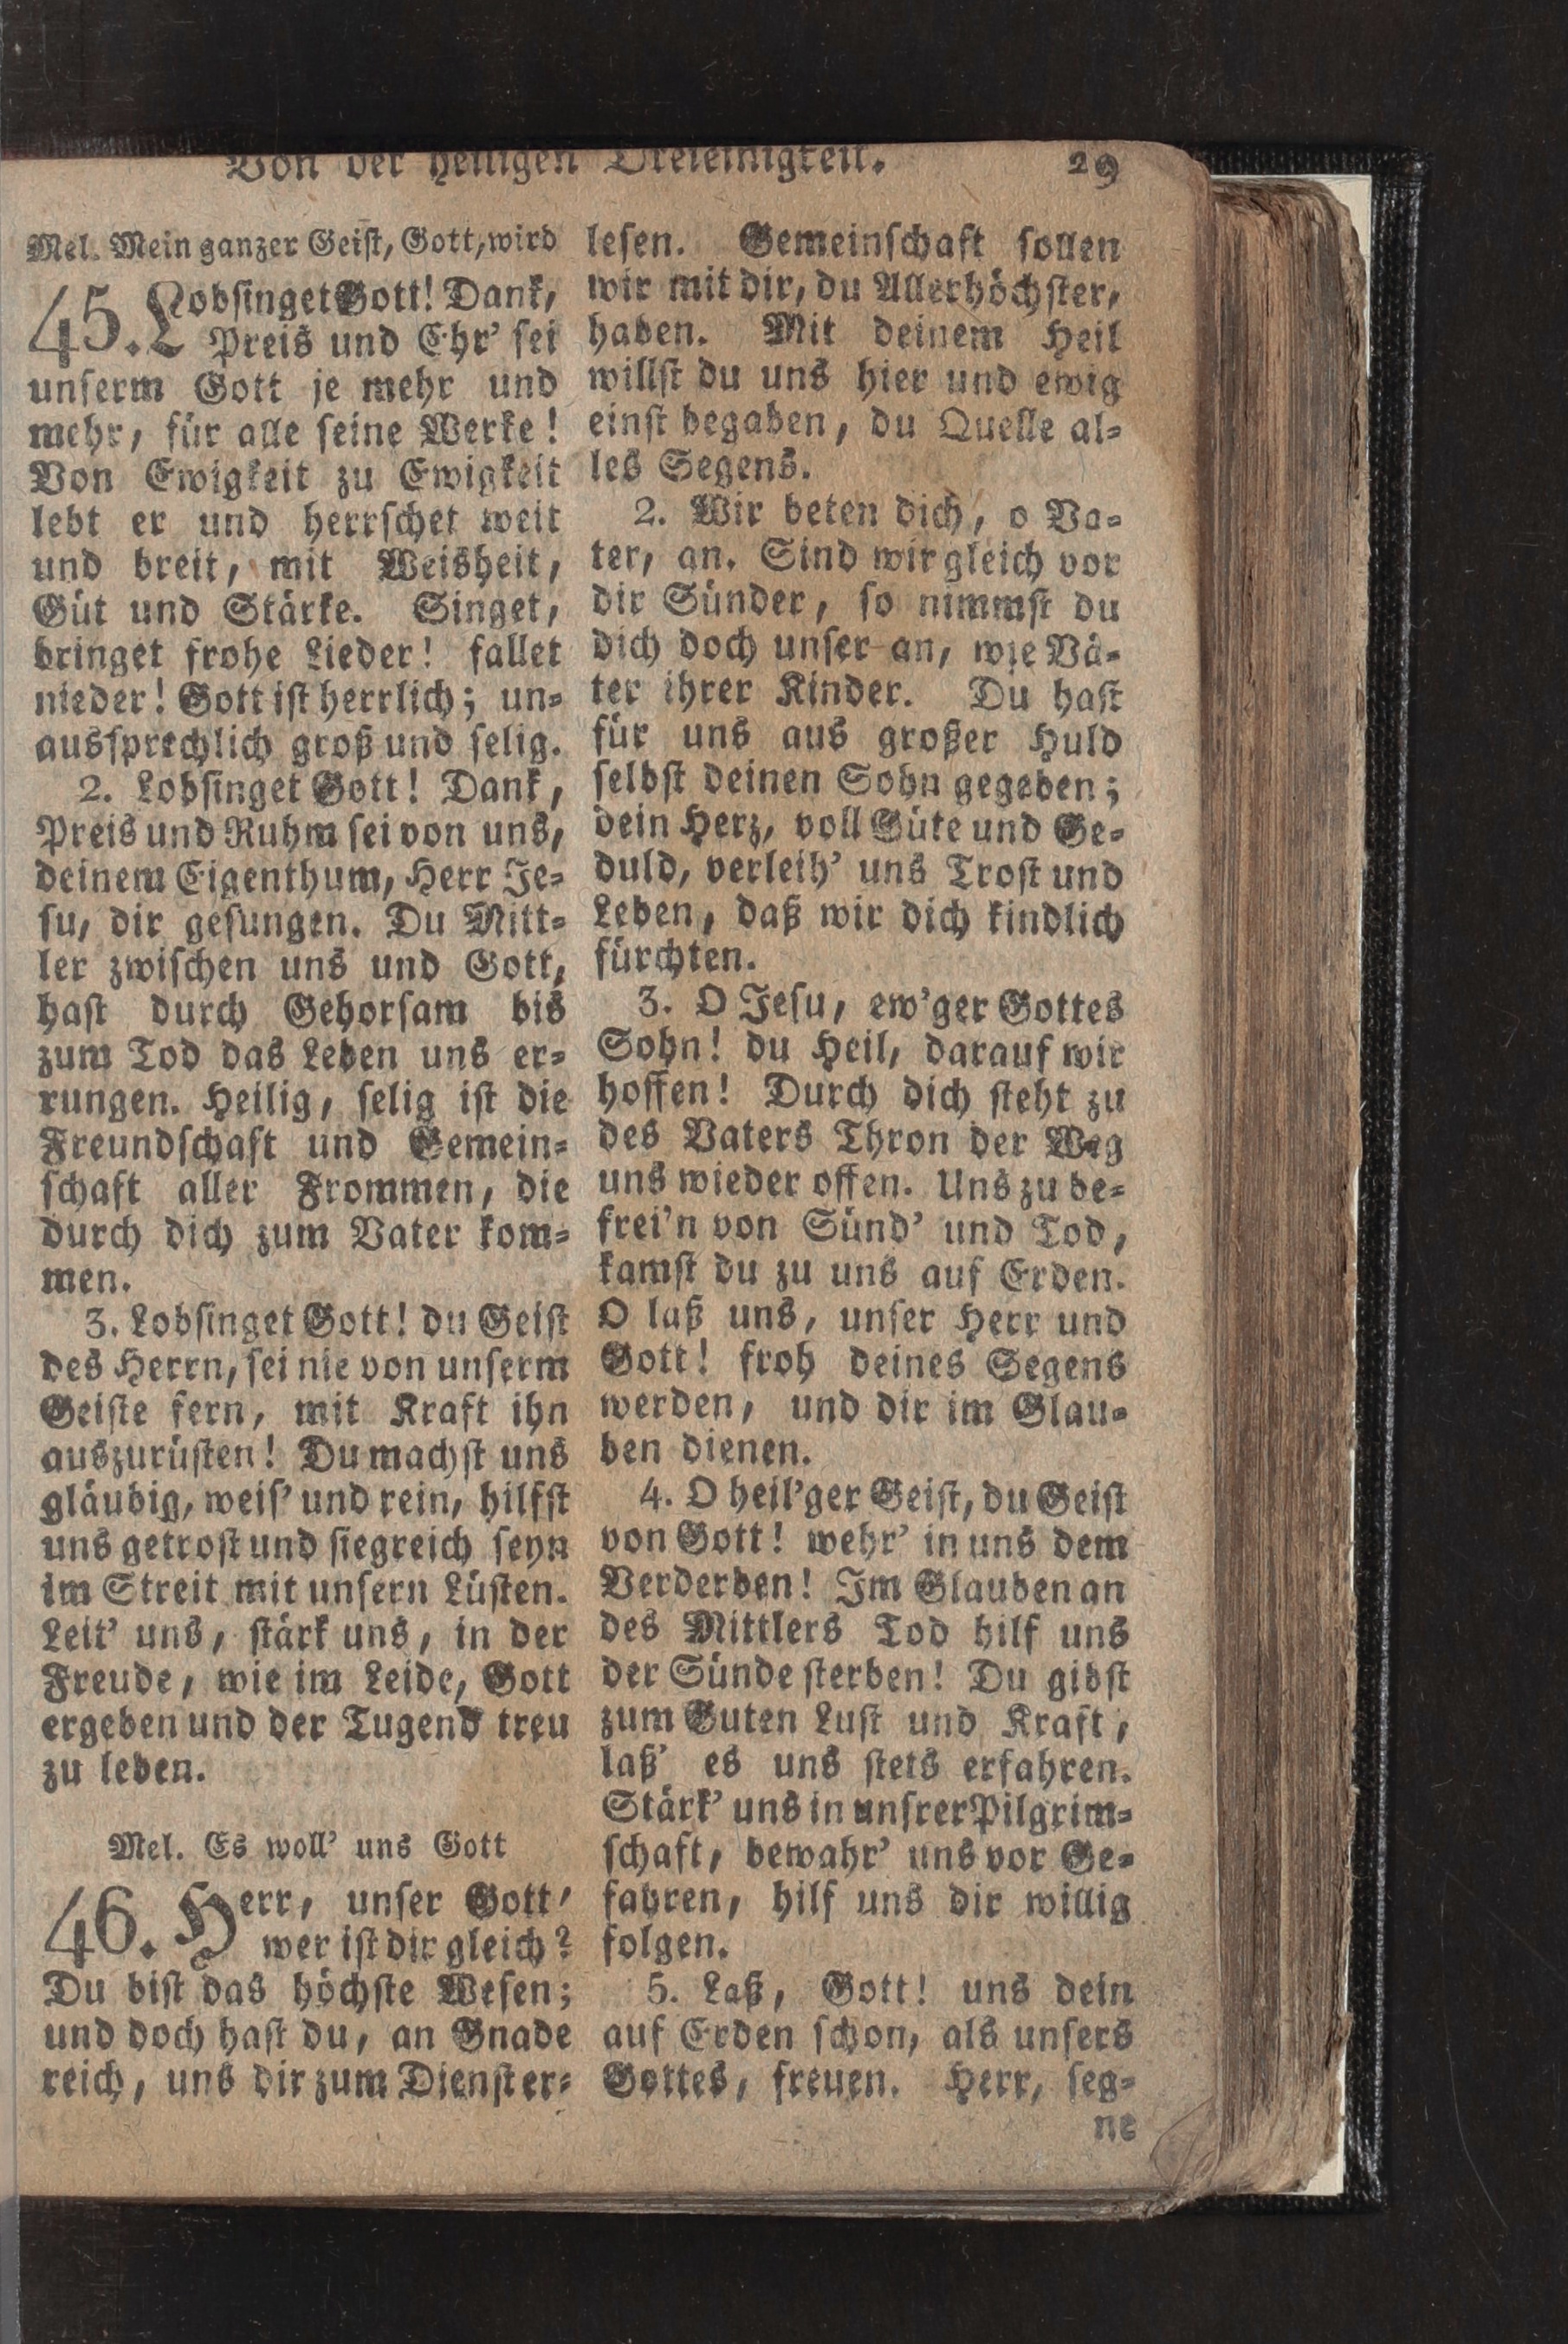 Von der heiligen Dreieinigkeit. 29
Mel. Mein ganzer Geist, Gott, wird
45. Lobsinget Gott! Dank,
Preis und Ehr' sei
unserm Gott je mehr und
mehr, für alle seine Werke!
Von Ewigkeit zu Ewigkeit
lebt er und herrschet weit
und breit, mit Weisheit,
Güt und Stärke. Singet,
bringet frohe Lieder! fallet
nieder! Gott ist herrlich; un-
aussprechlich groß und selig.
2. Lobsinget Gott! Dank,
Preis und Ruhm sei von uns,
deinem Eigenthum, Herr Je-
su, dir gesungen. Du Mitt-
ler zwischen uns und Gott,
hast durch Gehorsam bis
zum Tod das Leben uns er-
rungen. Heilig, selig ist die
Freundschaft und Gemein-
schaft aller Frommen, die
durch dich zum Vater kom-
men.
3. Lobsinget Gott! du Geist
des Herrn, sei nie von unserm
Geiste fern, mit Kraft ihn
auszurüsten! Du machst uns
gläubig, weis' und rein, hilfst
uns getrost und siegreich seyn
im Streit mit unsern Lüsten.
Leit' uns, stärk uns, in der
Freude, wie im Leide, Gott
ergeben und der Tugend treu
zu leben.
Mel. Es woll' uns Gott
46. Herr, unser Gott,
wer ist dir gleich?
Du bist das höchste Wesen;
und doch hast du, an Gnade
reich, uns dir zum Dienst er-
lesen. Gemeinschaft sollen
wir mit dir, du Allerhöchster,
haben. Mit deinem Heil
willst du uns hier und ewig
einst begaben, du Quelle al-
les Segens.
2. Wir beten dich, o Va-
ter, an. Sind wir gleich vor
dir Sünder, so nimmst du
dich doch unser an, wie Vä-
ter ihrer Kinder. Du hast
für uns aus großer Huld
selbst deinen Sohn gegeben;
dein Herz, voll Güte und Ge-
duld, verleih' uns Trost und
Leben, daß wir dich kindlich
fürchten.
3. O Jesu, ew'ger Gottes
Sohn! du Heil, darauf wir
hoffen! Durch dich steht zu
des Vaters Thron der Weg
uns wieder offen. Uns zu be-
frei'n von Sünd' und Tod,
kamst du zu uns auf Erden.
O laß uns, unser Herr und
Gott! froh deines Segens
werden, und dir im Glau-
ben dienen.
4. O heil'ger Geist, du Geist
von Gott! wehr' in uns dem
Verderben! Im Glauben an
des Mittlers Tod hilf uns
der Sünde sterben! Du gibst
zum Guten Lust und Kraft,
laß' es uns stets erfahren.
Stärk' uns in unsrer Pilgrim-
schaft, bewahr' uns vor Ge-
fahren, hilf uns dir willig
folgen.
5. Laß, Gott! uns dein
auf Erden schon, als unsers
Gottes, freuen. Herr, seg-
ne